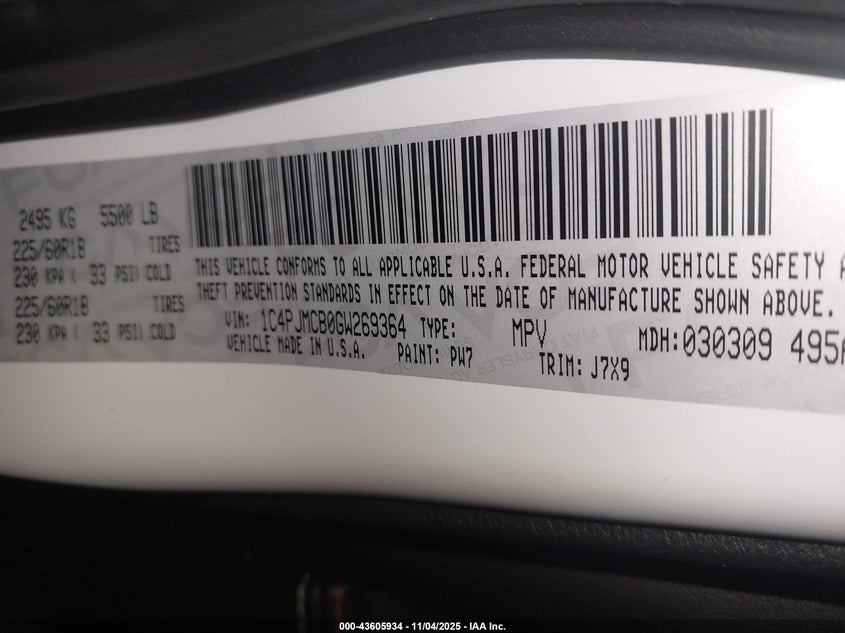 2495 KG 5500 LB
225/60R18 TIRES
230 KPA ( 33 PSI) COLD
225/60R18 TIRES
230 KPA ( 33 PSI) COLD
THIS VEHICLE CONFORMS TO ALL APPLICABLE U.S.A. FEDERAL MOTOR VEHICLE SAFETY
THEFT PREVENTION STANDARDS IN EFFECT ON THE DATE OF MANUFACTURE SHOWN ABOVE.
VIN: 1C4PJMCB0GW269364 TYPE: MPV MDH:030309 495
VEHICLE MADE IN U.S.A. PAINT: PW7 TRIM: J7X9
000-43605934 - 11/04/2025 - IAA Inc.